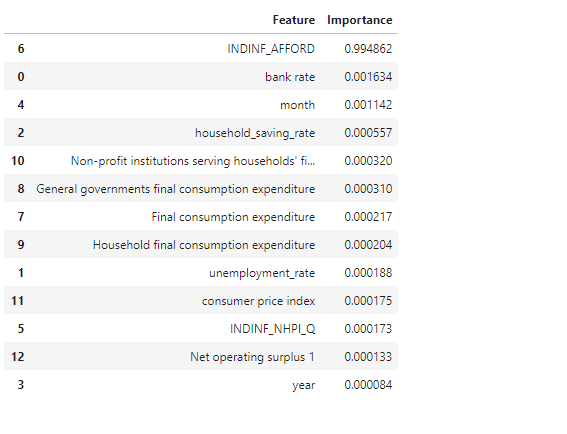 Feature Importance
6 INDINF_AFFORD 0.994862
0 bank rate 0.001634
4 month 0.001142
2 household_saving_rate 0.000557
10 Non-profit institutions serving households' fi... 0.000320
8 General governments final consumption expenditure 0.000310
7 Final consumption expenditure 0.000217
9 Household final consumption expenditure 0.000204
1 unemployment_rate 0.000188
11 consumer price index 0.000175
5 INDINF_NHPI_Q 0.000173
12 Net operating surplus 1 0.000133
3 year 0.000084